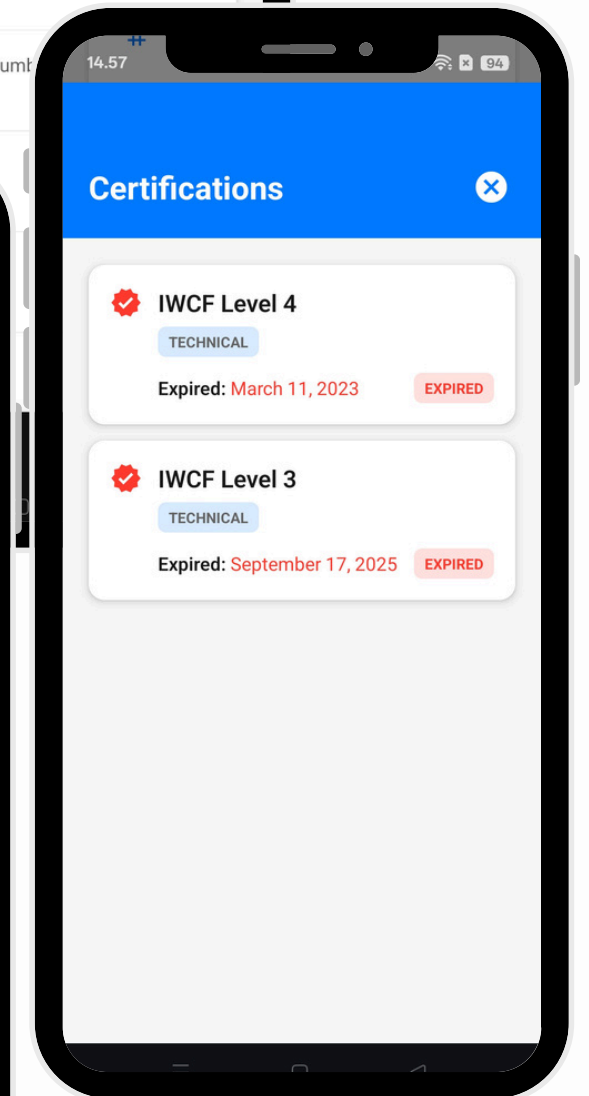 14.57
94
Certifications
IWCF Level 4
TECHNICAL
Expired: March 11, 2023 EXPIRED
IWCF Level 3
TECHNICAL
Expired: September 17, 2025 EXPIRED